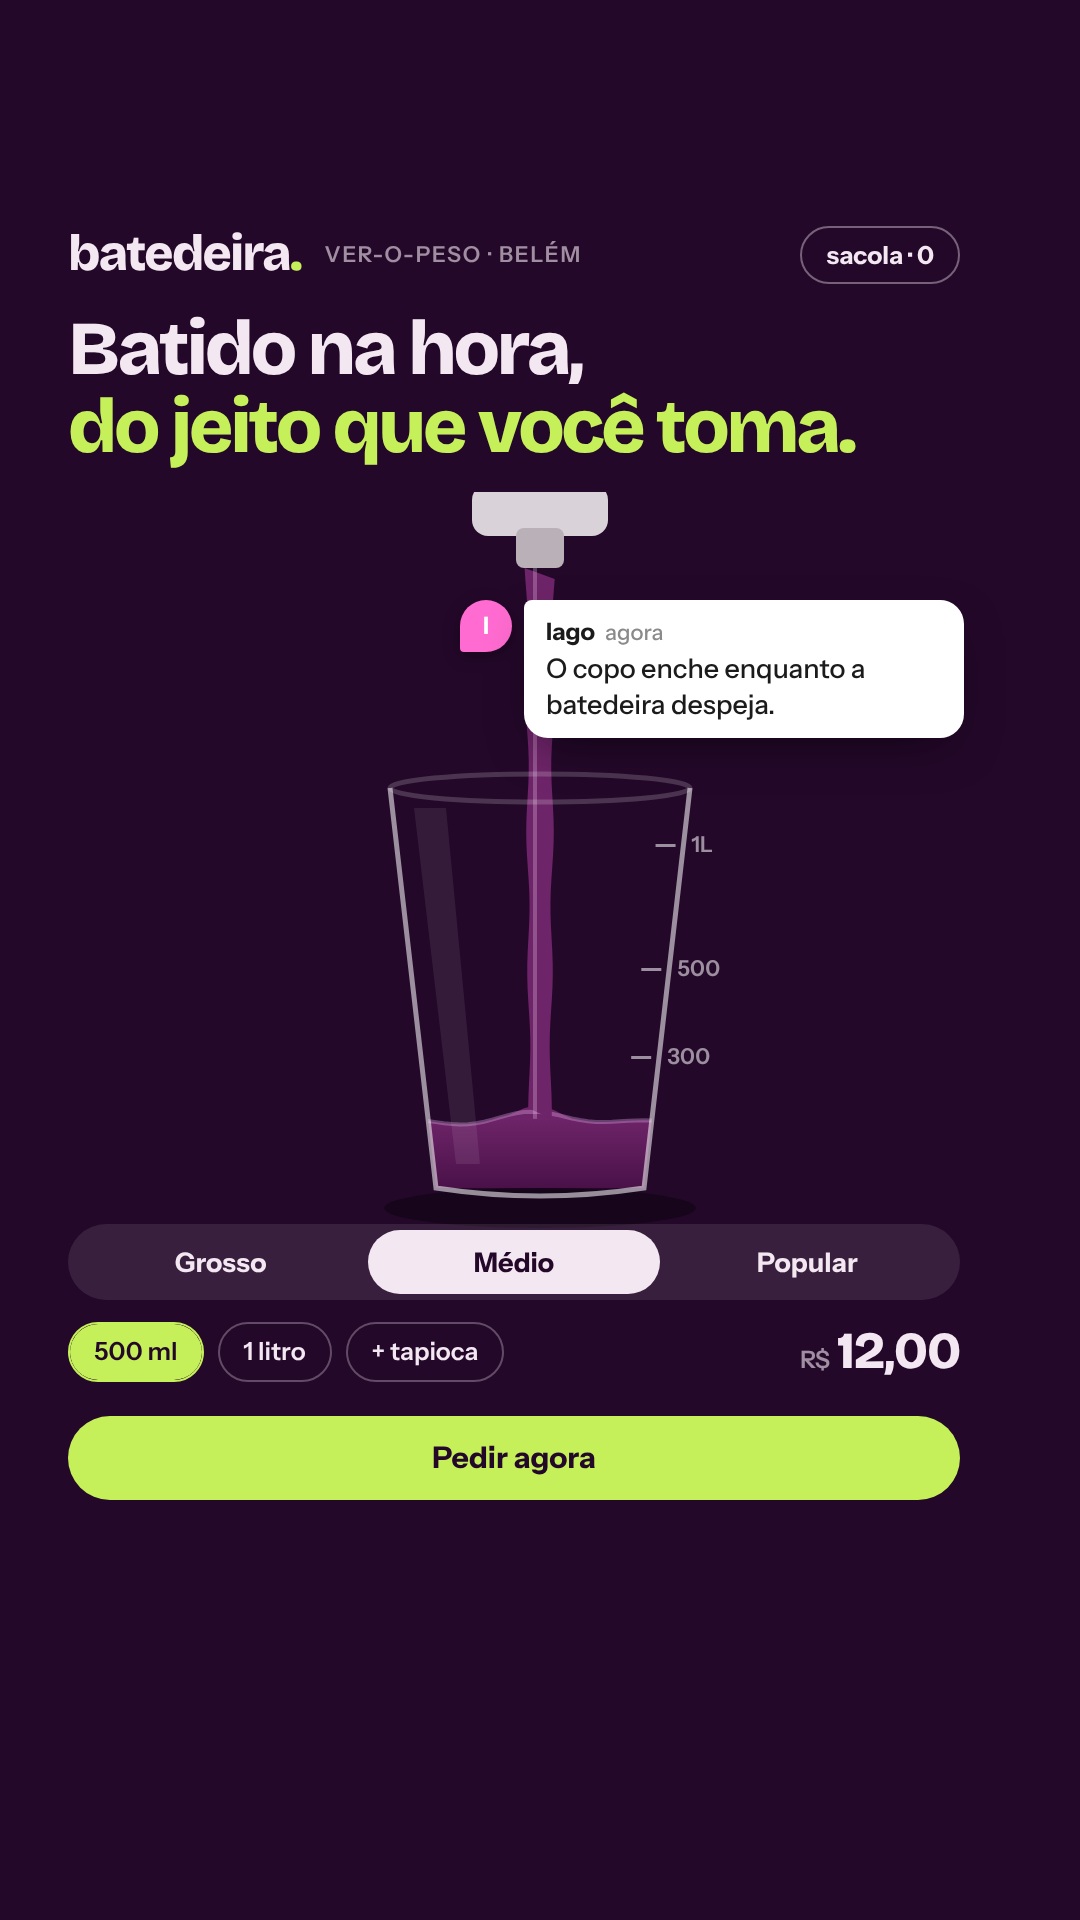 batedeira. VER-O-PESO · BELÉM
sacola · 0
Batido na hora,
do jeito que você toma.
I
Iago agora
O copo enche enquanto a
batedeira despeja.
1L
500
300
Grosso Médio Popular
500 ml 1 litro + tapioca R$ 12,00
Pedir agora